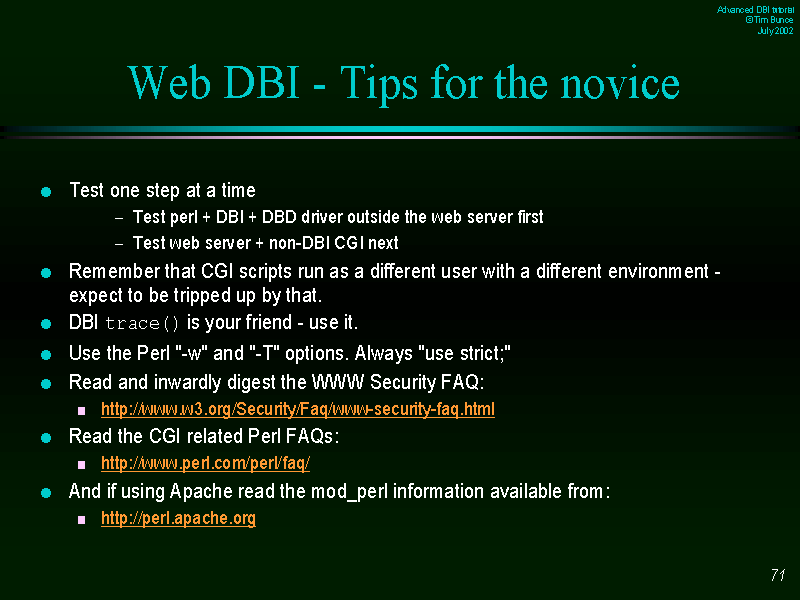 Advanced DBI tutorial
©Tim Bunce
July 2002
Web DBI - Tips for the novice
Test one step at a time
– Test perl + DBI + DBD driver outside the web server first
– Test web server + non-DBI CGI next
Remember that CGI scripts run as a different user with a different environment -
expect to be tripped up by that.
DBI trace() is your friend - use it.
Use the Perl "-w" and "-T" options. Always "use strict;"
Read and inwardly digest the WWW Security FAQ:
http://www.w3.org/Security/Faq/www-security-faq.html
Read the CGI related Perl FAQs:
http://www.perl.com/perl/faq/
And if using Apache read the mod_perl information available from:
http://perl.apache.org
71